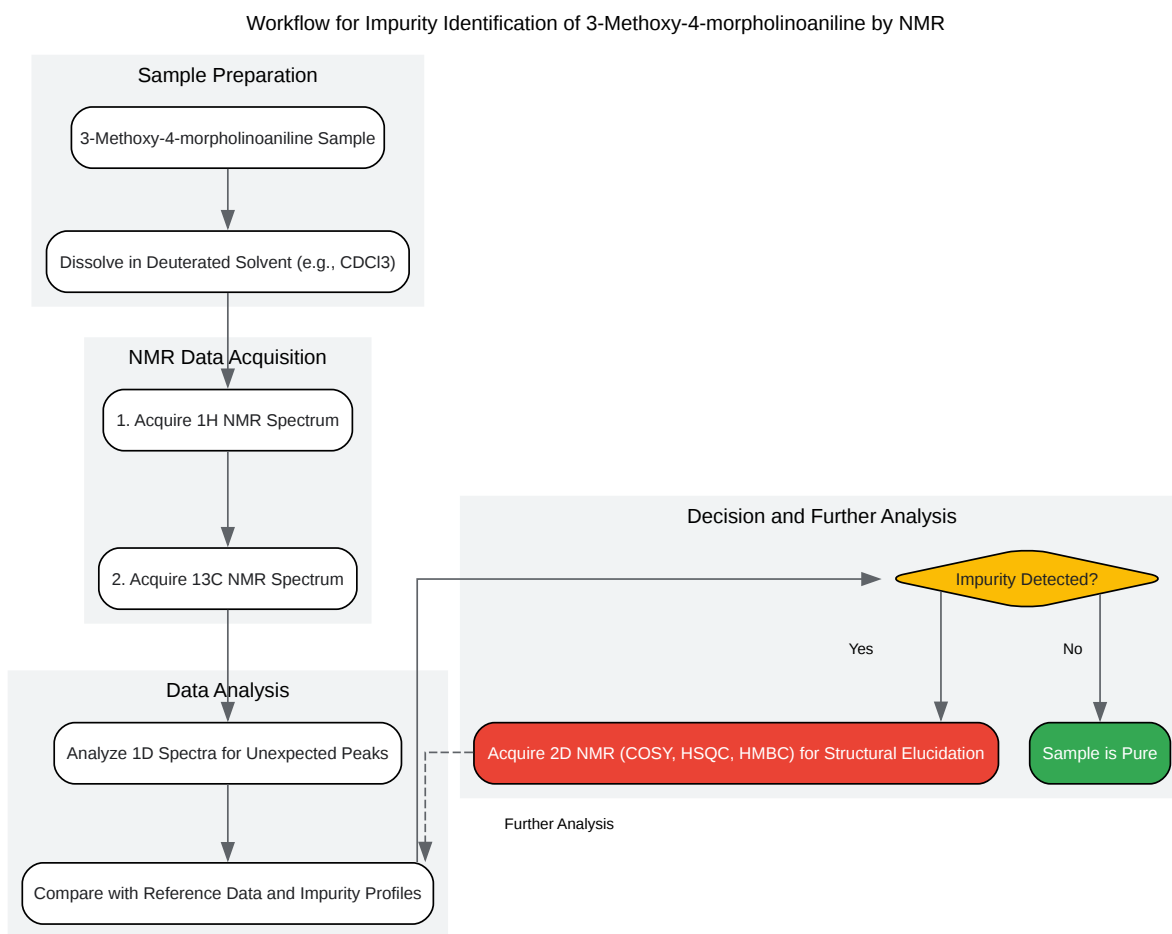 Workflow for Impurity Identification of 3-Methoxy-4-morpholinoaniline by NMR
Sample Preparation
3-Methoxy-4-morpholinoaniline Sample
Dissolve in Deuterated Solvent (e.g., CDCl3)
NMR Data Acquisition
1. Acquire 1H NMR Spectrum
2. Acquire 13C NMR Spectrum
Data Analysis
Analyze 1D Spectra for Unexpected Peaks
Compare with Reference Data and Impurity Profiles
Decision and Further Analysis
Impurity Detected?
Yes
No
Acquire 2D NMR (COSY, HSQC, HMBC) for Structural Elucidation
Sample is Pure
Further Analysis